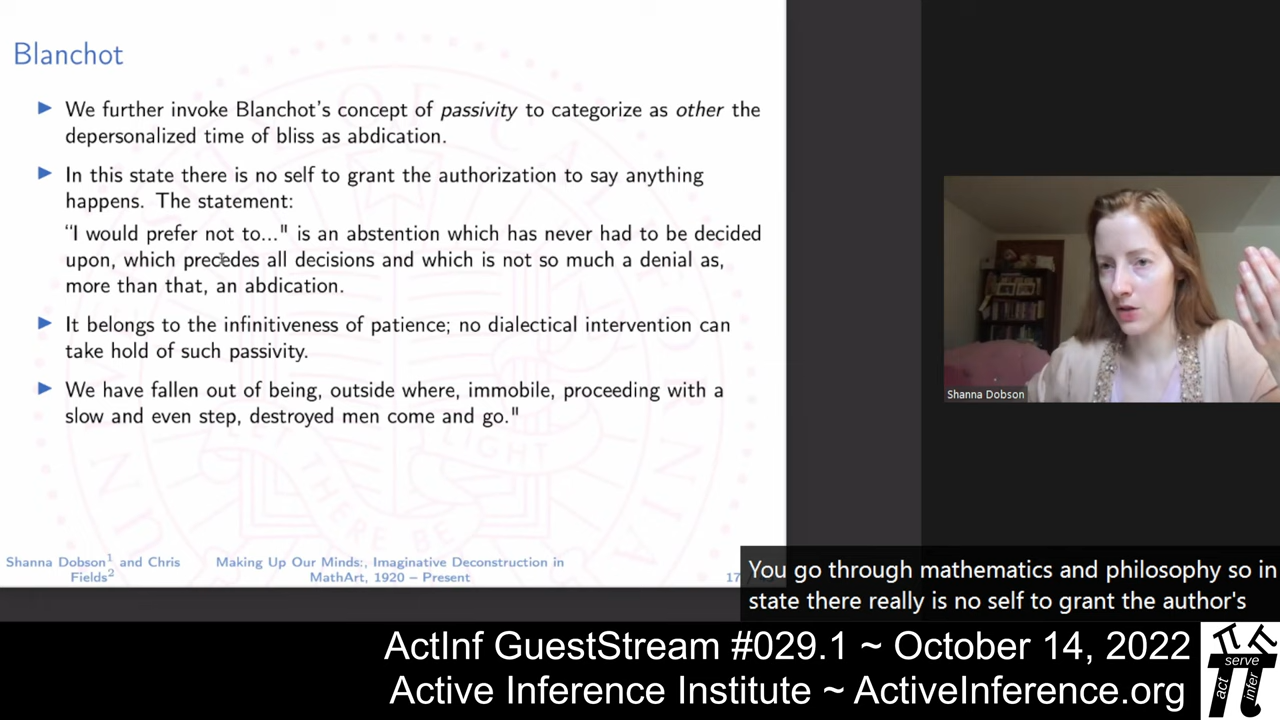 Blanchot
We further invoke Blanchot's concept of passivity to categorize as other the
depersonalized time of bliss as abdication.
In this state there is no self to grant the authorization to say anything
happens. The statement:
“I would prefer not to..." is an abstention which has never had to be decided
upon, which precedes all decisions and which is not so much a denial as,
more than that, an abdication.
It belongs to the infinitiveness of patience; no dialectical intervention can
take hold of such passivity.
We have fallen out of being, outside where, immobile, proceeding with a
slow and even step, destroyed men come and go."
Shanna Dobson1 and Chris
Fields2
Making Up Our Minds:, Imaginative Deconstruction in
MathArt, 1920 – Present
17
Shanna Dobson
You go through mathematics and philosophy so in
state there really is no self to grant the author's
ActInf GuestStream #029.1 ~ October 14, 2022
Active Inference Institute ~ ActiveInference.org
serve
act
infer